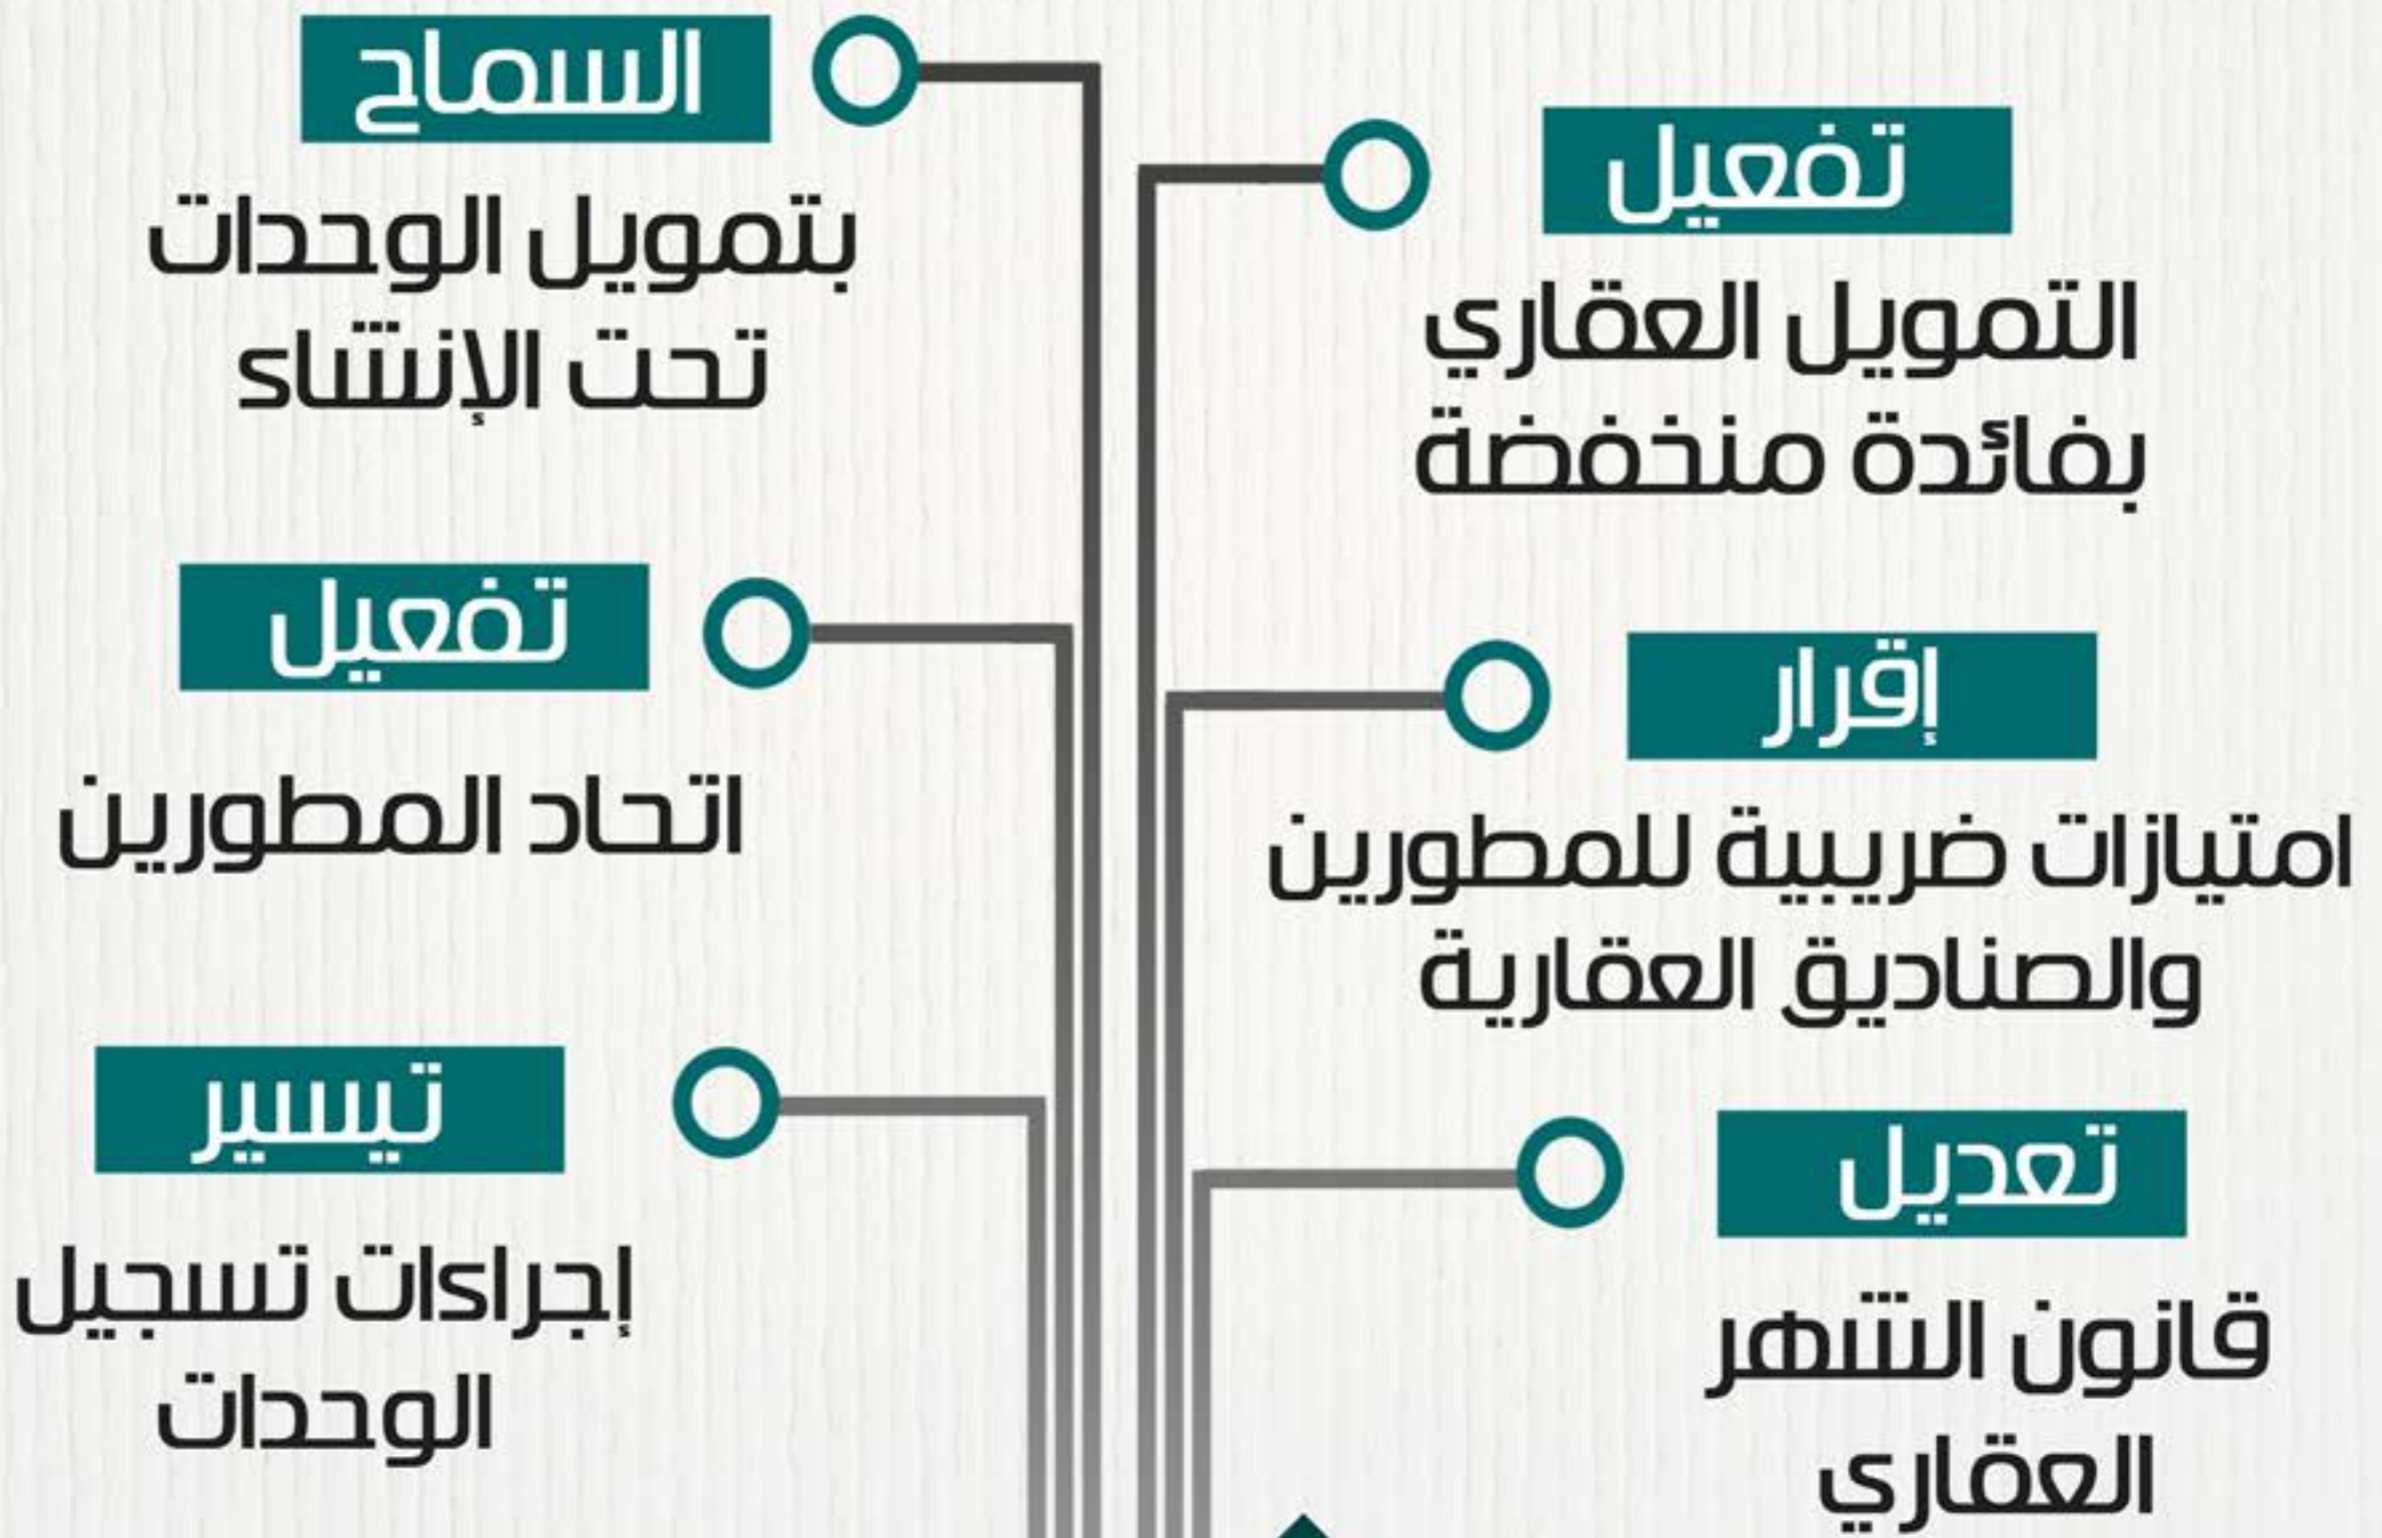 تفعيل
التمويل العقاري
بفائدة منخفضة
إقرار
امتيازات ضريبية للمطورين
والصناديق العقارية
تعديل
قانون الشهر
العقاري
السماح
بتمويل الوحدات
تحت الإنشاء
تفعيل
اتحاد المطورين
تيسير
إجراءات تسجيل
الوحدات